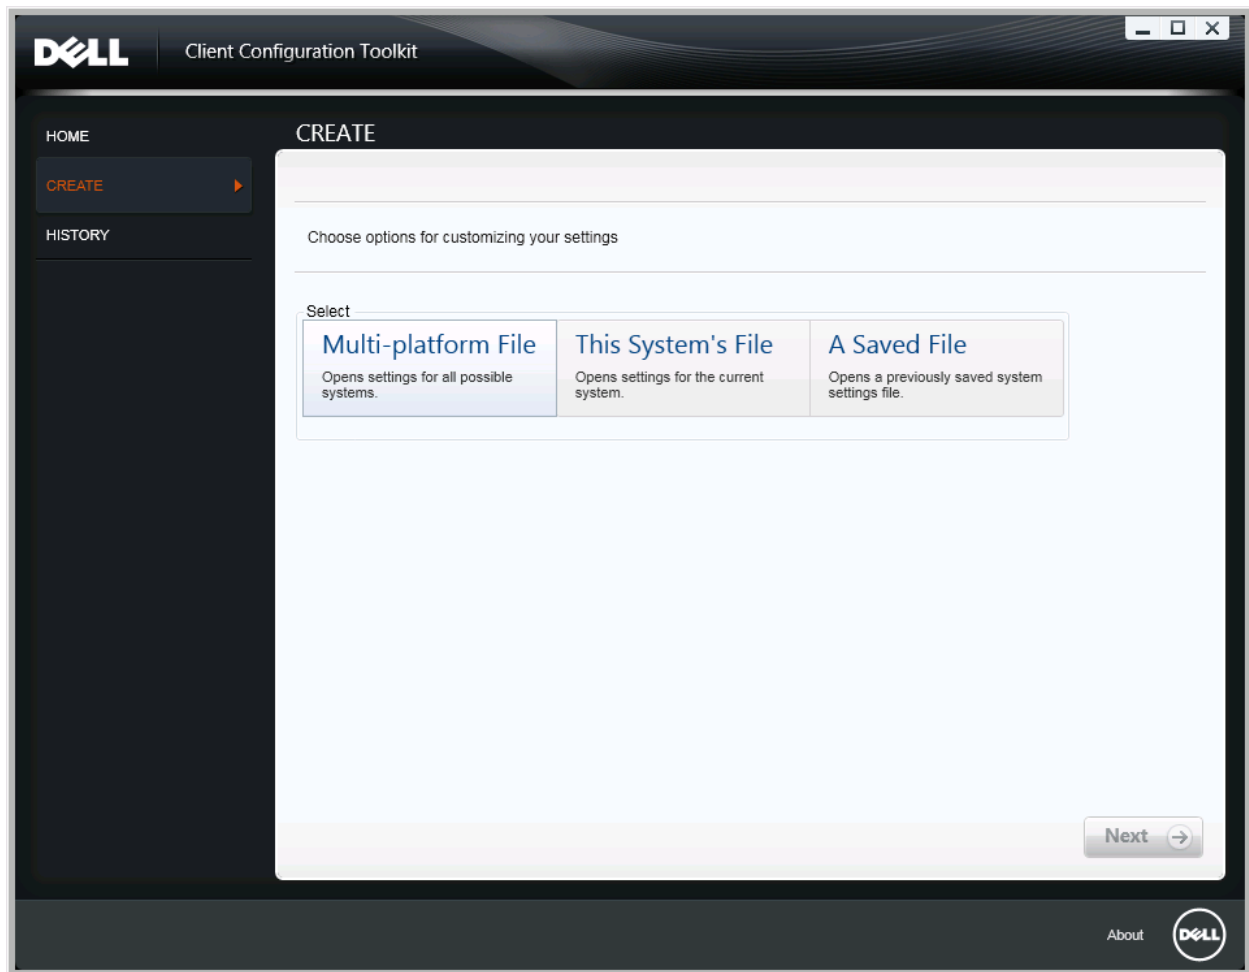 DELL
Client Configuration Toolkit
HOME
CREATE
HISTORY
CREATE
Choose options for customizing your settings
Select
Multi-platform File
Opens settings for all possible
systems.
This System's File
Opens settings for the current
system.
A Saved File
Opens a previously saved system
settings file.
Next
About
DELL